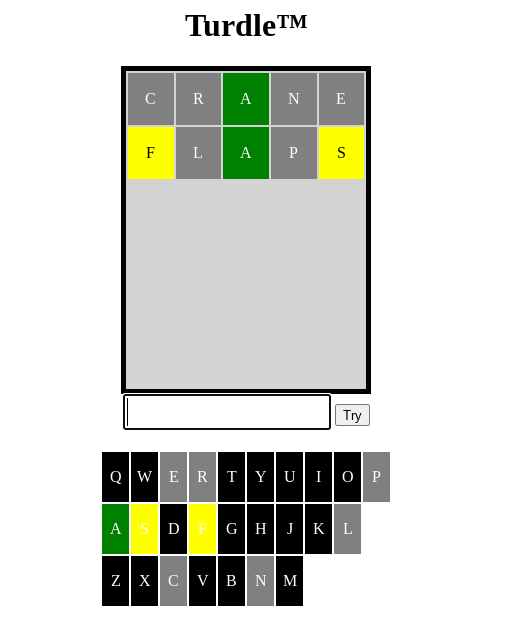 Turdle™
C R A N E
F L A P S
Try
Q W E R T Y U I O P
A S D F G H J K L
Z X C V B N M